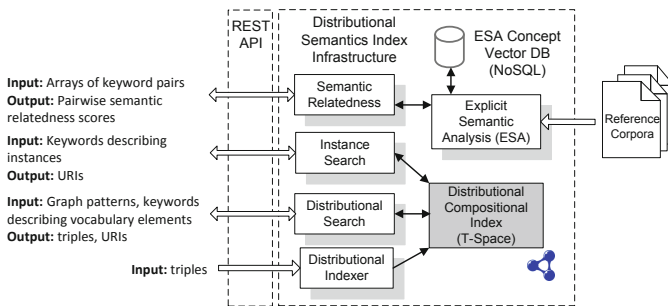 REST
API
Distributional
Semantics Index
Infrastructure
ESA Concept
Vector DB
(NoSQL)
Input: Arrays of keyword pairs
Output: Pairwise semantic
relatedness scores
Semantic
Relatedness
Explicit
Semantic
Analysis (ESA)
Reference
Corpora
Input: Keywords describing
instances
Output: URIs
Instance
Search
Input: Graph patterns, keywords
describing vocabulary elements
Output: triples, URIs
Distributional
Search
Distributional
Compositional
Index
(T-Space)
Input: triples
Distributional
Indexer